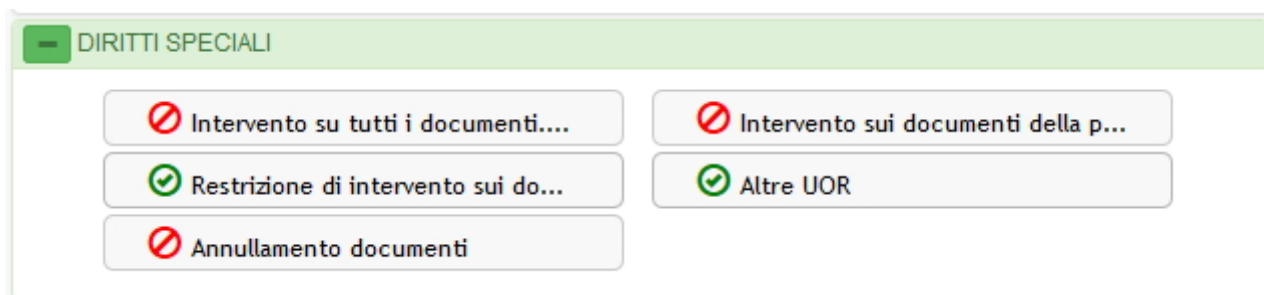 DIRITTI SPECIALI
Intervento su tutti i documenti....
Intervento sui documenti della p...
Restrizione di intervento sui do...
Altre UOR
Annullamento documenti